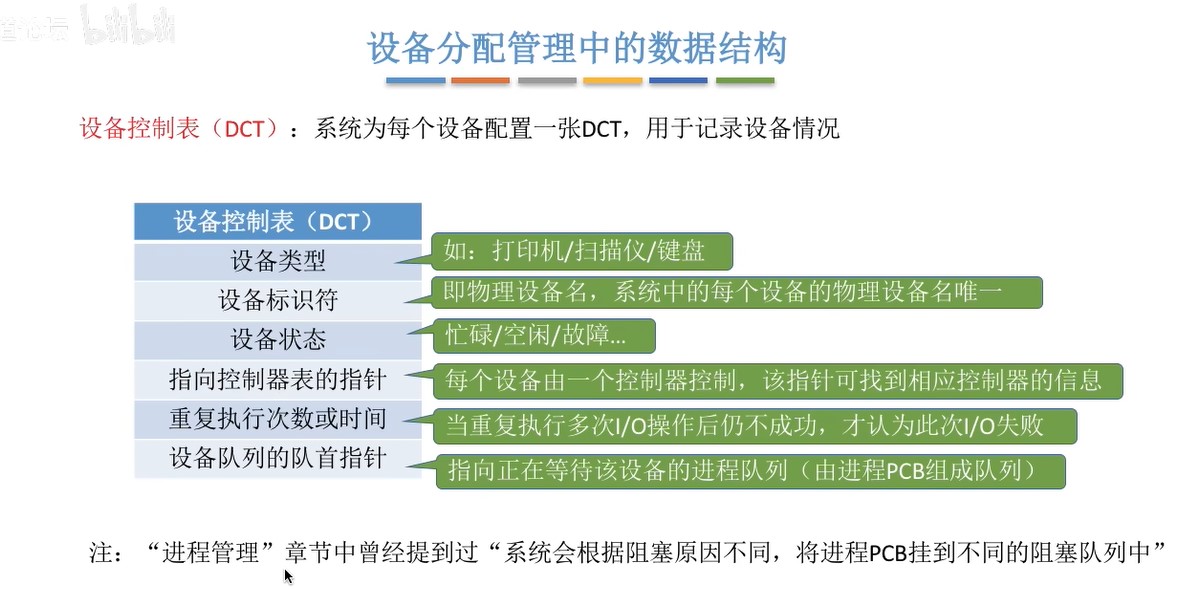 bilibili
设备分配管理中的数据结构
设备控制表（DCT）：系统为每个设备配置一张DCT，用于记录设备情况
设备控制表（DCT）
设备类型
如：打印机/扫描仪/键盘
设备标识符
即物理设备名，系统中的每个设备的物理设备名唯一
设备状态
忙碌/空闲/故障...
指向控制器表的指针
每个设备由一个控制器控制，该指针可找到相应控制器的信息
重复执行次数或时间
当重复执行多次I/O操作后仍不成功，才认为此次I/O失败
设备队列的队首指针
指向正在等待该设备的进程队列（由进程PCB组成队列）
注：“进程管理”章节中曾经提到过“系统会根据阻塞原因不同，将进程PCB挂到不同的阻塞队列中”